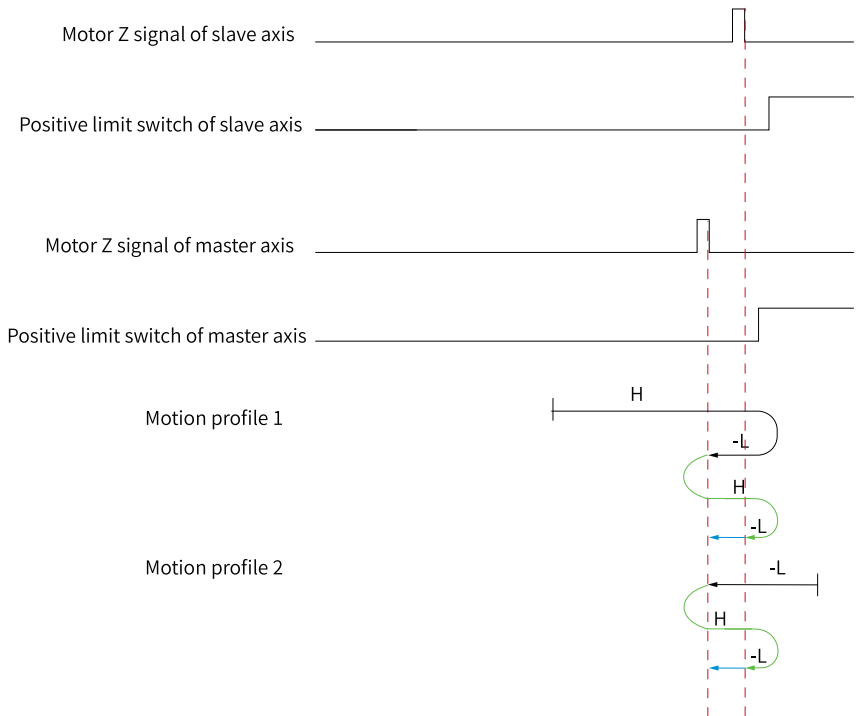 Motor Z signal of slave axis
Positive limit switch of slave axis
Motor Z signal of master axis
Positive limit switch of master axis
H
Motion profile 1
-L
H
-L
Motion profile 2
-L
H
-L